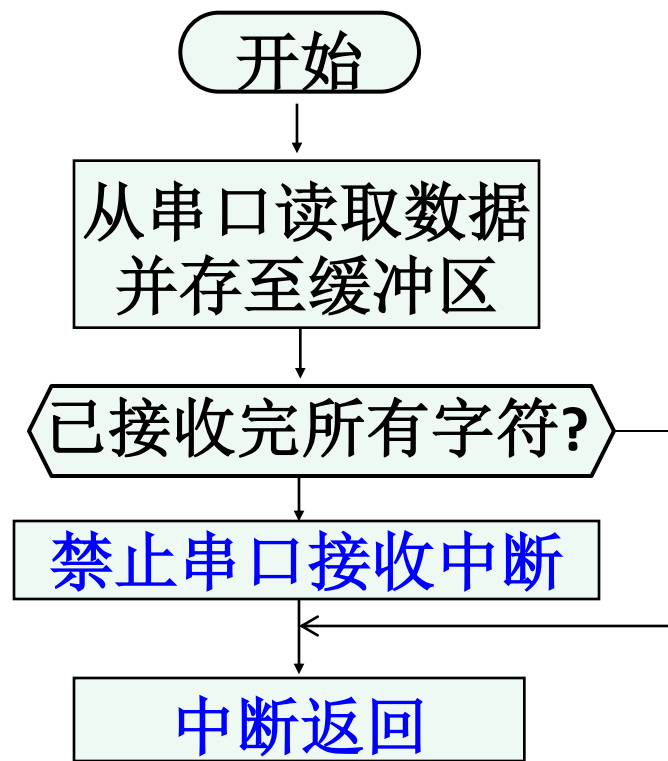 开始
从串口读取数据
并存至缓冲区
已接收完所有字符?
禁止串口接收中断
中断返回